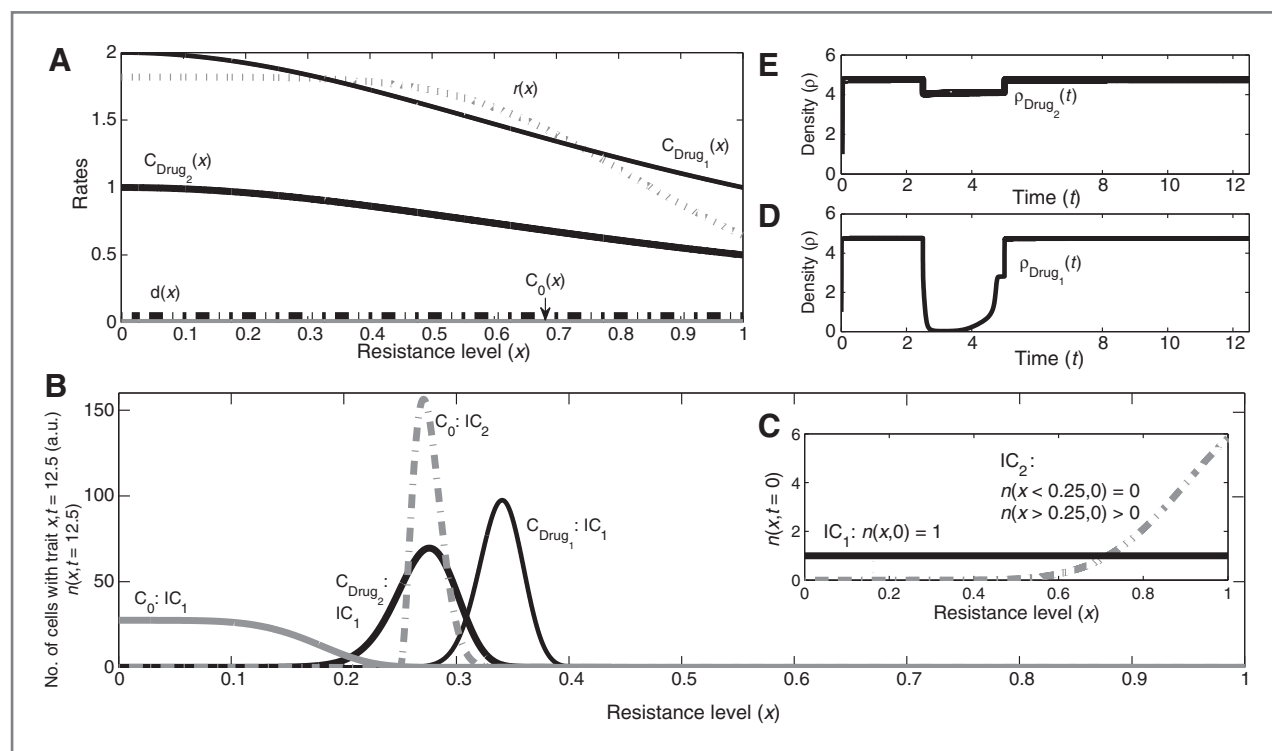 A
2
1.5
1
0.5
0
Rates
r(x)
C_Drug_1(x)
C_Drug_2(x)
d(x)
C_0(x)
0 0.1 0.2 0.3 0.4 0.5 0.6 0.7 0.8 0.9 1
Resistance level (x)
E
6
4
2
0
Density (ρ)
ρ_Drug_2(t)
0 2 4 6 8 10 12
Time (t)
D
6
4
2
0
Density (ρ)
ρ_Drug_1(t)
0 2 4 6 8 10 12
Time (t)
B
150
100
50
0
No. of cells with trait x,t = 12.5 (a.u.)
n(x,t = 12.5)
C_0: IC_2
C_Drug_1: IC_1
C_Drug_2:
IC_1
C_0: IC_1
0 0.1 0.2 0.3 0.4 0.5 0.6 0.7 0.8 0.9 1
Resistance level (x)
C
6
4
2
0
n(x,t = 0)
IC_2:
n(x < 0.25,0) = 0
n(x > 0.25,0) > 0
IC_1: n(x,0) = 1
0 0.2 0.4 0.6 0.8 1
Resistance level (x)